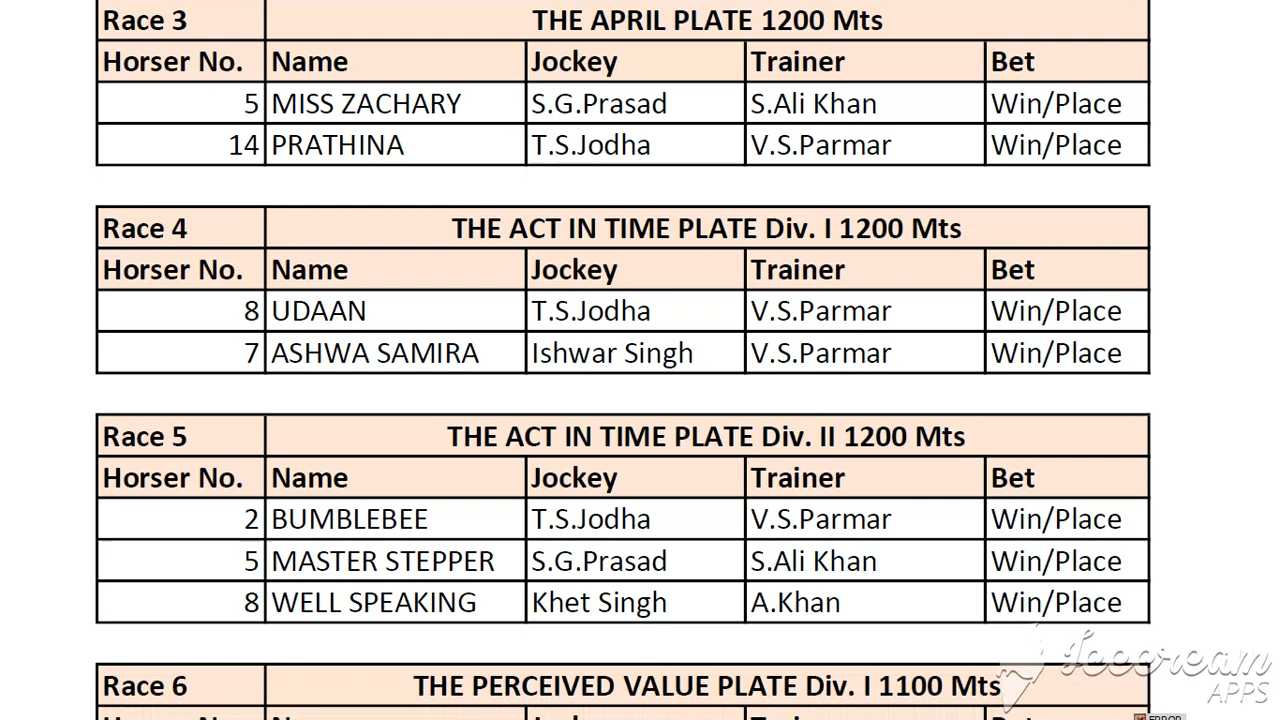 Race 3 THE APRIL PLATE 1200 Mts
Horser No. Name Jockey Trainer Bet
5 MISS ZACHARY S.G.Prasad S.Ali Khan Win/Place
14 PRATHINA T.S.Jodha V.S.Parmar Win/Place
Race 4 THE ACT IN TIME PLATE Div. I 1200 Mts
Horser No. Name Jockey Trainer Bet
8 UDAAN T.S.Jodha V.S.Parmar Win/Place
7 ASHWA SAMIRA Ishwar Singh V.S.Parmar Win/Place
Race 5 THE ACT IN TIME PLATE Div. II 1200 Mts
Horser No. Name Jockey Trainer Bet
2 BUMBLEBEE T.S.Jodha V.S.Parmar Win/Place
5 MASTER STEPPER S.G.Prasad S.Ali Khan Win/Place
8 WELL SPEAKING Khet Singh A.Khan Win/Place
Race 6 THE PERCEIVED VALUE PLATE Div. I 1100 Mts
APPS